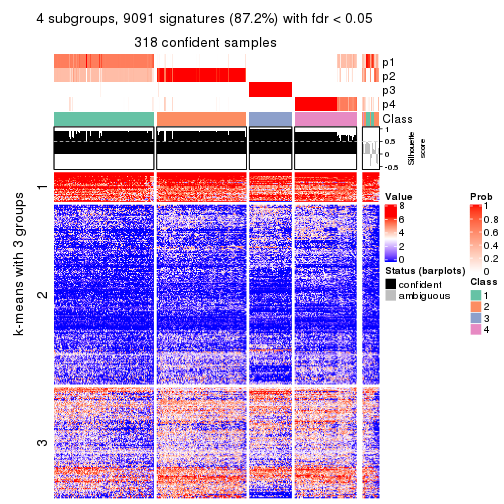 4 subgroups, 9091 signatures (87.2%) with fdr < 0.05
318 confident samples
p1
p2
p3
p4
Class
1
0.5
0
-0.5
Silhouette
score
k-means with 3 groups
1
2
3
Value
8
6
4
2
0
Status (barplots)
confident
ambiguous
Prob
1
0.8
0.6
0.4
0.2
0
Class
1
2
3
4